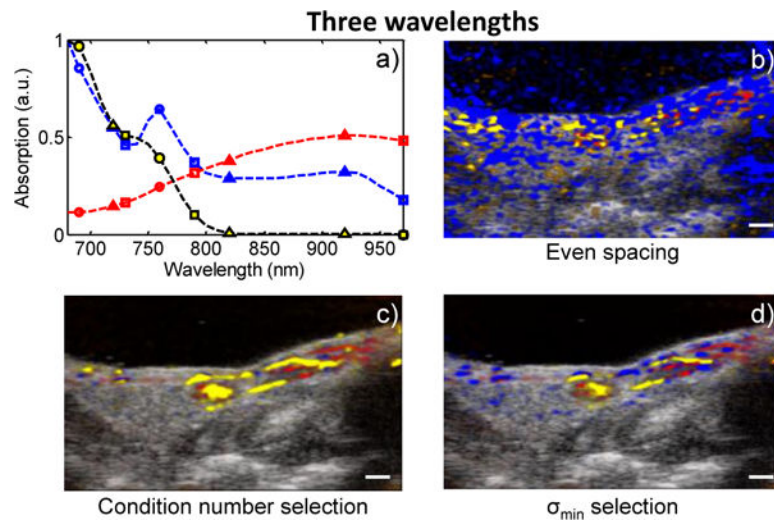 Three wavelengths
a)
b)
1
0.5
0
Absorption (a.u.)
700 750 800 850 900 950
Wavelength (nm)
Even spacing
c)
d)
Condition number selection
σmin selection